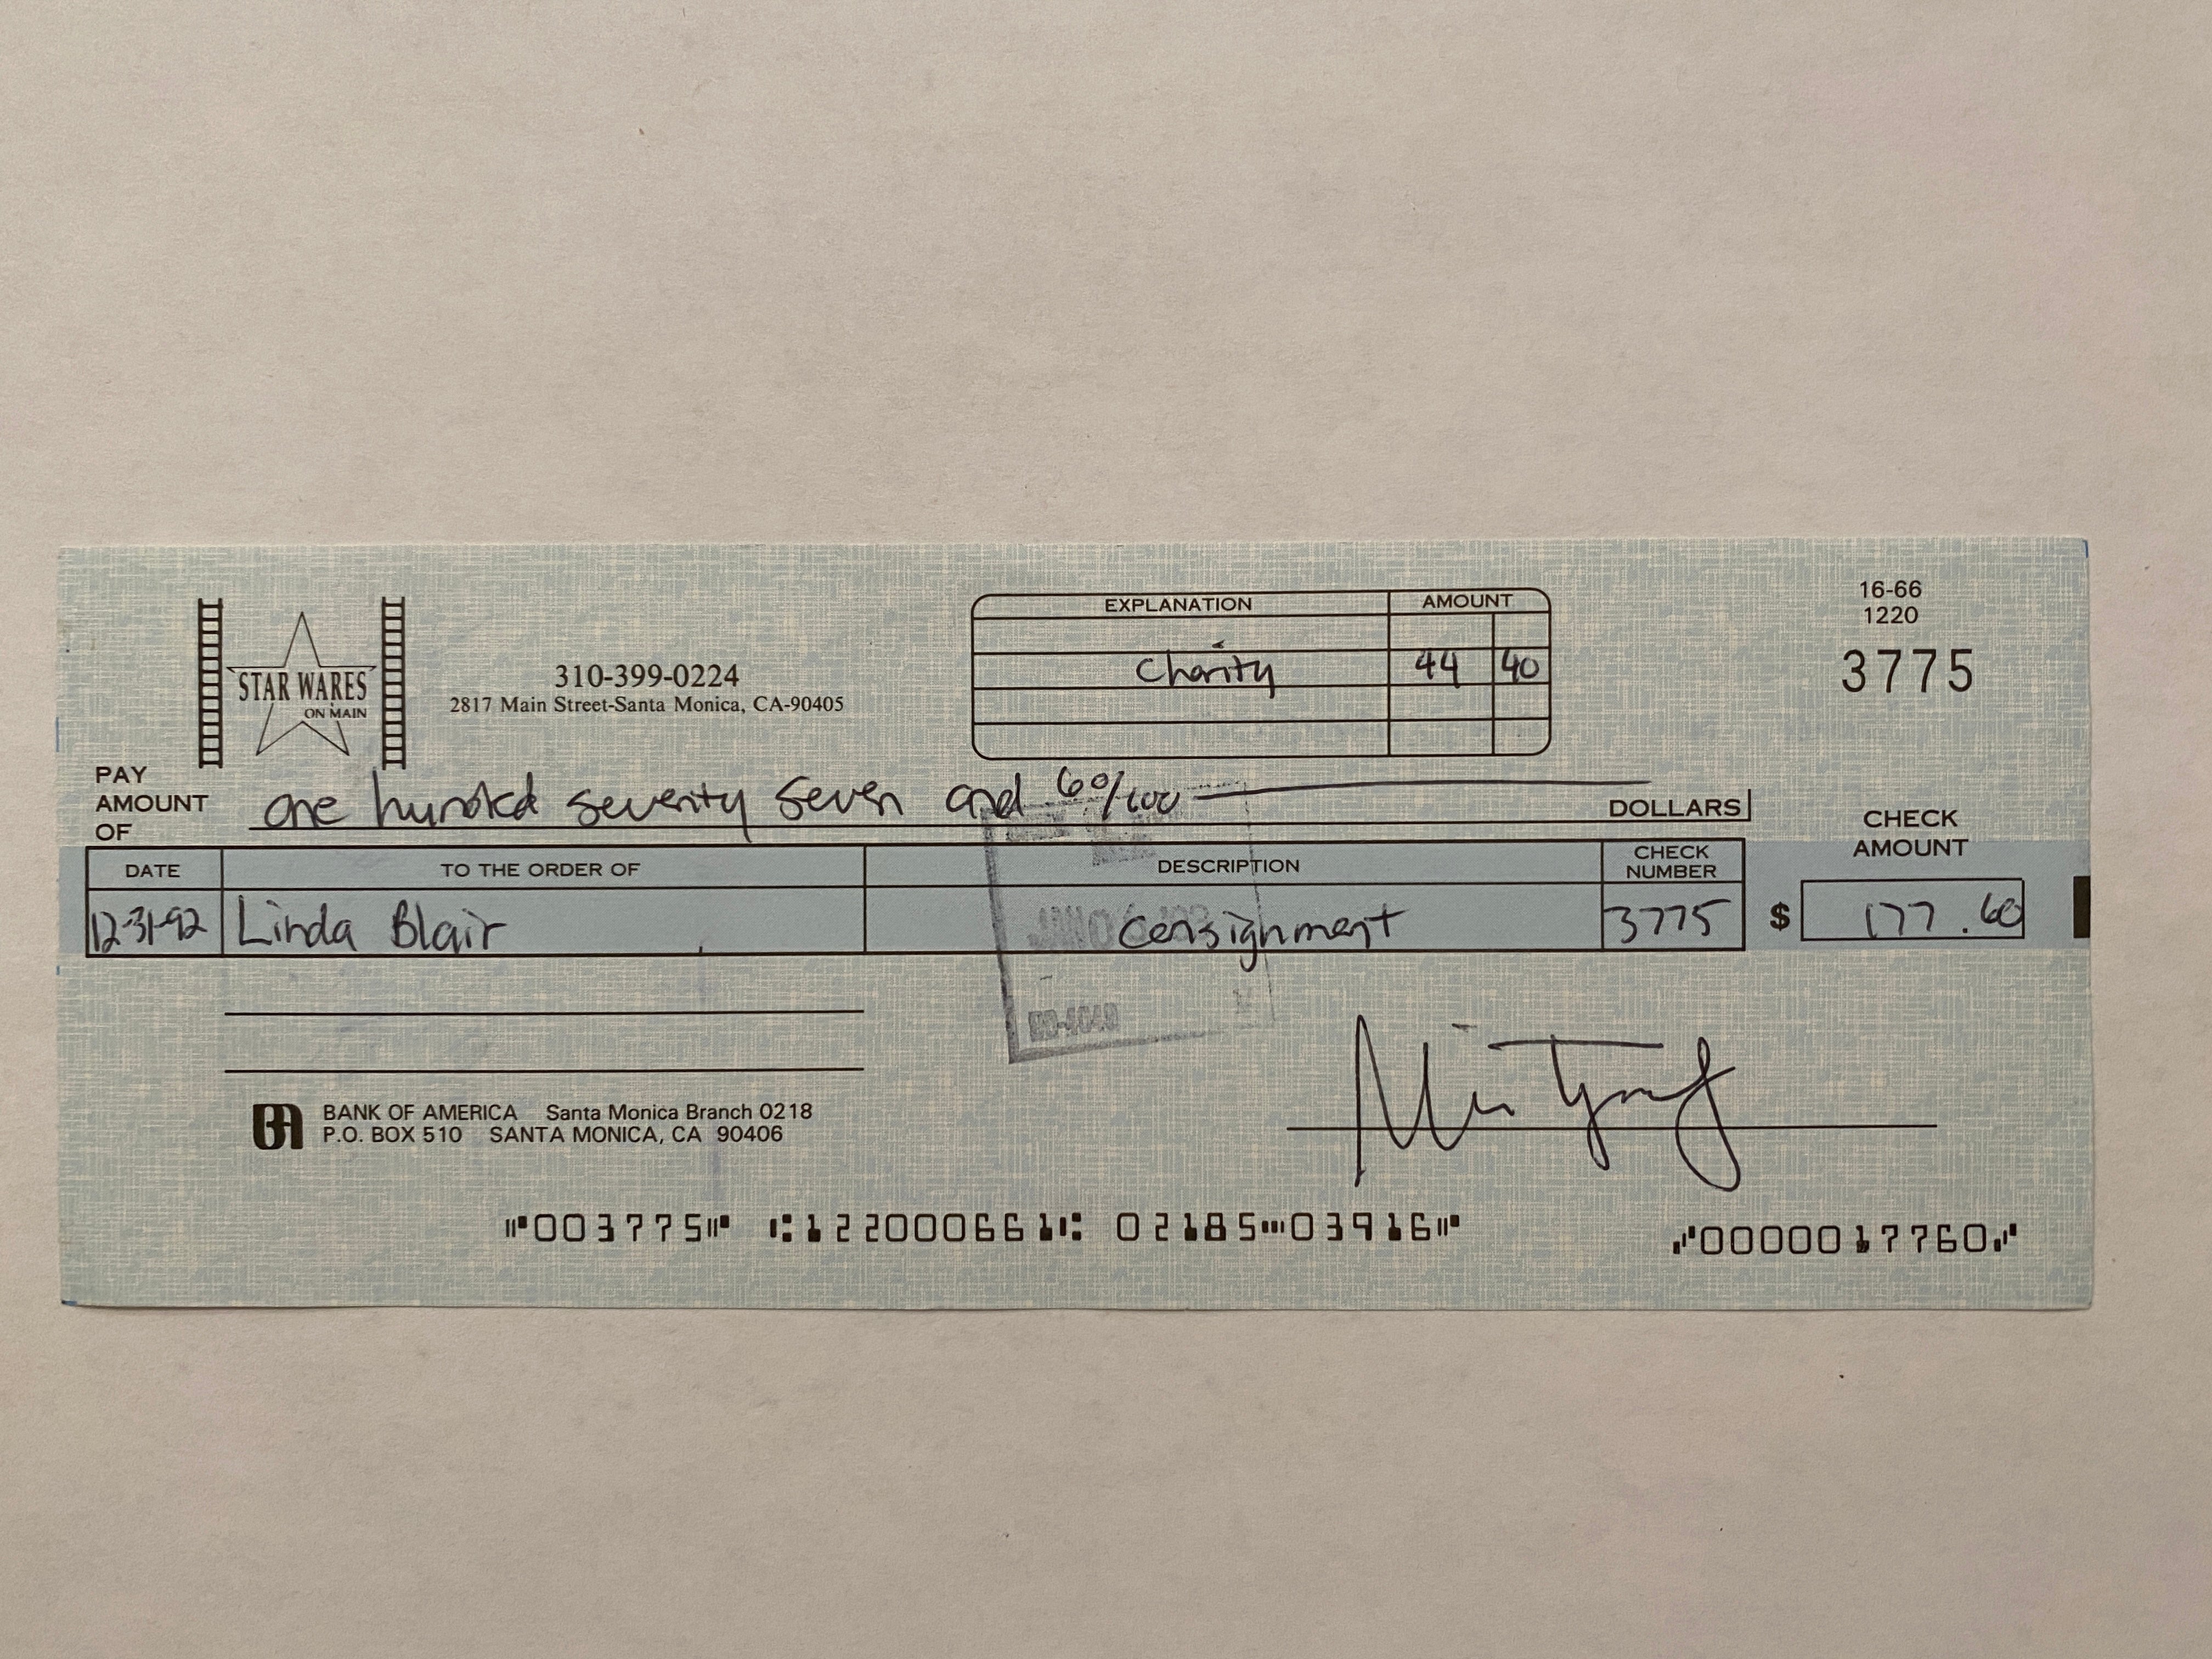 STAR WARES
ON MAIN
310-399-0224
2817 Main Street-Santa Monica, CA-90405
EXPLANATION AMOUNT
Charity 44 40
16-66
1220
3775
PAY
AMOUNT
OF
one hundred seventy seven and 60/100
DOLLARS
CHECK
AMOUNT
DATE TO THE ORDER OF DESCRIPTION CHECK NUMBER
12-31-92 Linda Blair consignment 3775 $ 177.60
BANK OF AMERICA Santa Monica Branch 0218
P.O. BOX 510 SANTA MONICA, CA 90406
⑈003775⑈ ⑆122000661⑆ 02185⑉03916⑈ ⑇0000017760⑇